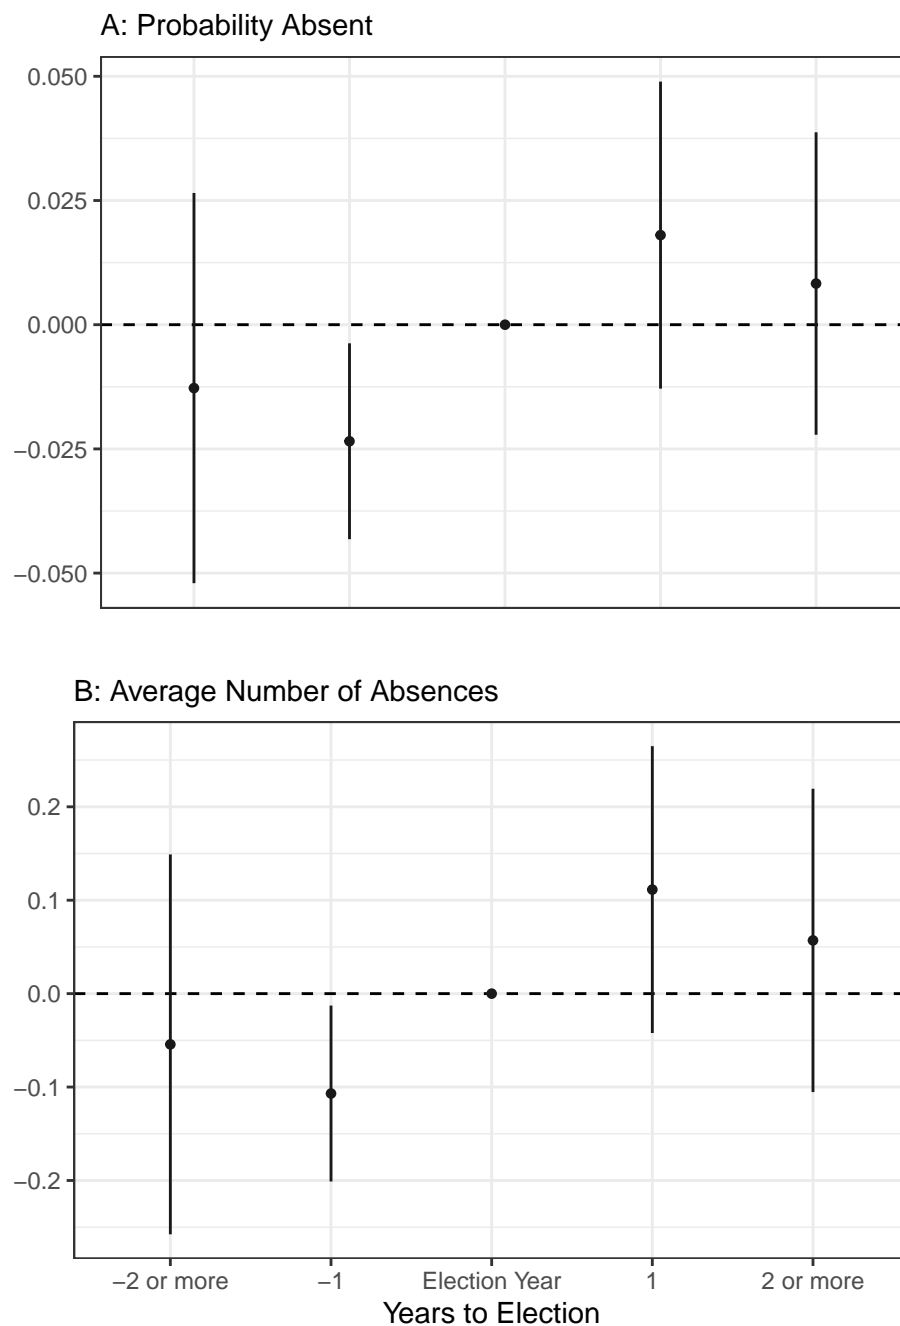 A: Probability Absent
0.050
0.025
0.000
−0.025
−0.050
B: Average Number of Absences
0.2
0.1
0.0
−0.1
−0.2
−2 or more −1 Election Year 1 2 or more
Years to Election